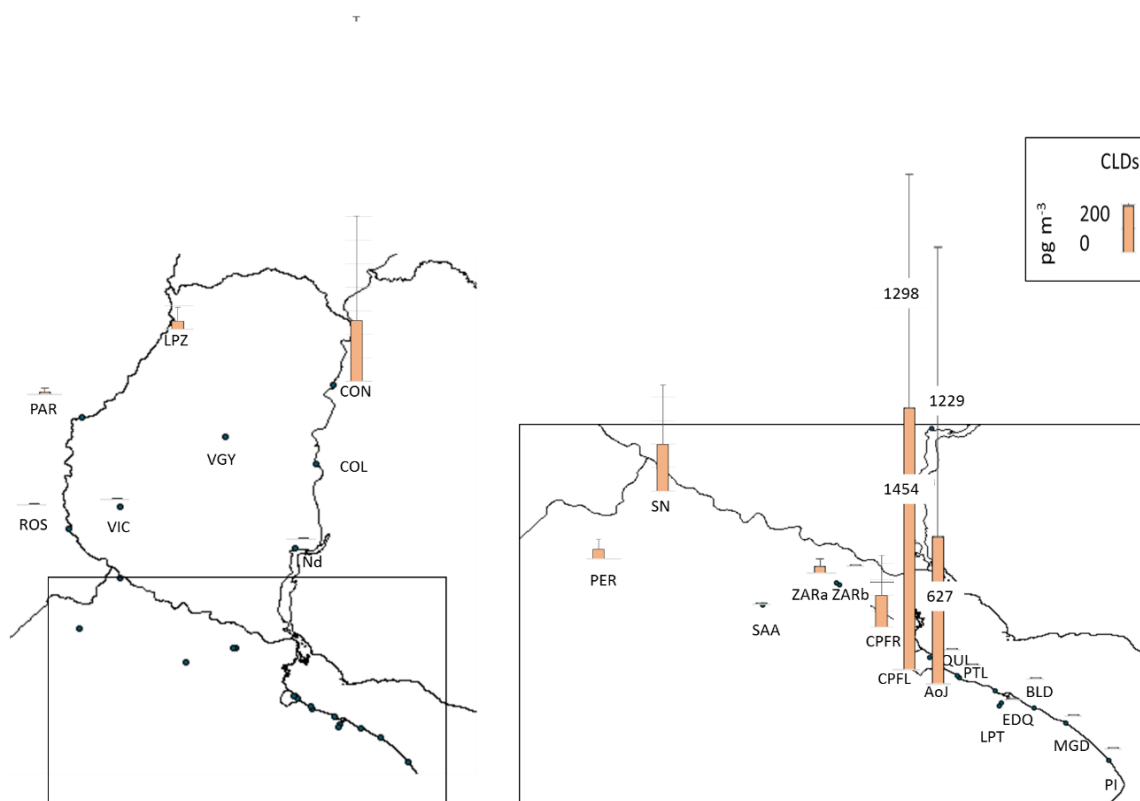 CLDs
pg m⁻³
200
0
1298
LPZ
CON
PAR
1229
VGY
COL
1454
SN
ROS
VIC
Nd
PER
ZARa
ZARb
627
SAA
CPFR
QUL
CPFL
PTL
AoJ
BLD
EDQ
LPT
MGD
PI